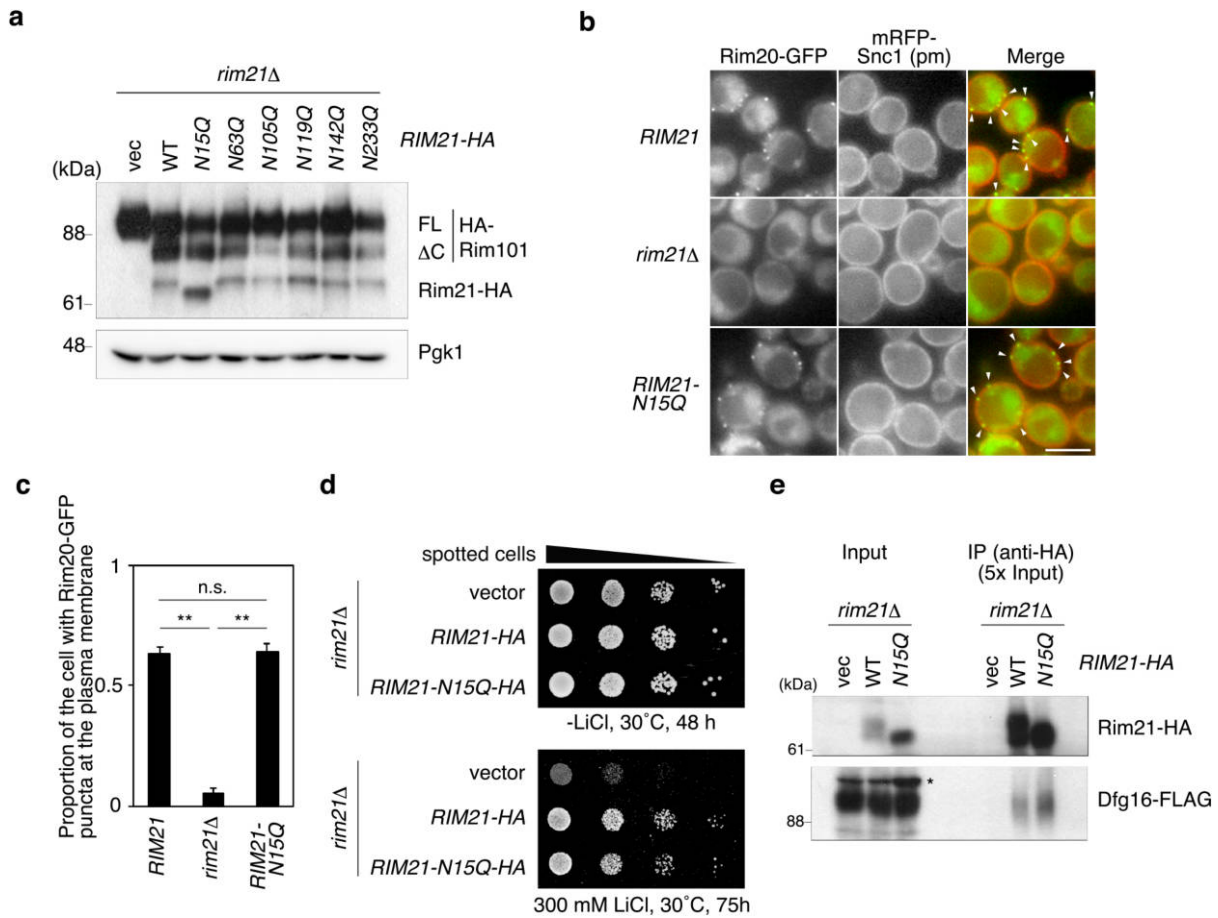 a
rim21Δ
vec
WT
N15Q
N63Q
N105Q
N119Q
N142Q
N233Q
RIM21-HA
(kDa)
88
61
48
FL
ΔC
HA-
Rim101
Rim21-HA
Pgk1
b
Rim20-GFP
mRFP-
Snc1 (pm)
Merge
RIM21
rim21Δ
RIM21-
N15Q
c
Proportion of the cell with Rim20-GFP
puncta at the plasma membrane
1
0.5
0
n.s.
**
**
RIM21
rim21Δ
RIM21-
N15Q
d
spotted cells
rim21Δ
vector
RIM21-HA
RIM21-N15Q-HA
-LiCl, 30˚C, 48 h
rim21Δ
vector
RIM21-HA
RIM21-N15Q-HA
300 mM LiCl, 30˚C, 75h
e
Input
IP (anti-HA)
(5x Input)
rim21Δ
rim21Δ
vec
WT
N15Q
vec
WT
N15Q
RIM21-HA
(kDa)
61
88
Rim21-HA
*
Dfg16-FLAG